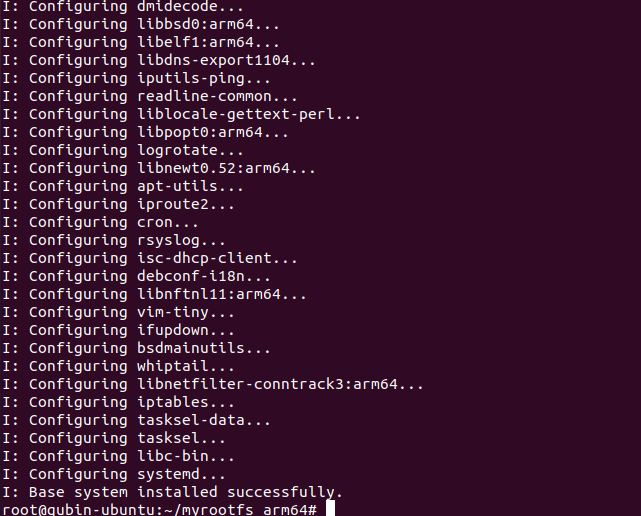 I: Configuring dmidecode...
I: Configuring libbsd0:arm64...
I: Configuring libelf1:arm64...
I: Configuring libdns-export1104...
I: Configuring iputils-ping...
I: Configuring readline-common...
I: Configuring liblocale-gettext-perl...
I: Configuring libpopt0:arm64...
I: Configuring logrotate...
I: Configuring libnewt0.52:arm64...
I: Configuring apt-utils...
I: Configuring iproute2...
I: Configuring cron...
I: Configuring rsyslog...
I: Configuring isc-dhcp-client...
I: Configuring debconf-i18n...
I: Configuring libnftnl11:arm64...
I: Configuring vim-tiny...
I: Configuring ifupdown...
I: Configuring bsdmainutils...
I: Configuring whiptail...
I: Configuring libnetfilter-conntrack3:arm64...
I: Configuring iptables...
I: Configuring tasksel-data...
I: Configuring tasksel...
I: Configuring libc-bin...
I: Configuring systemd...
I: Base system installed successfully.
root@qubin-ubuntu:~/myrootfs_arm64#